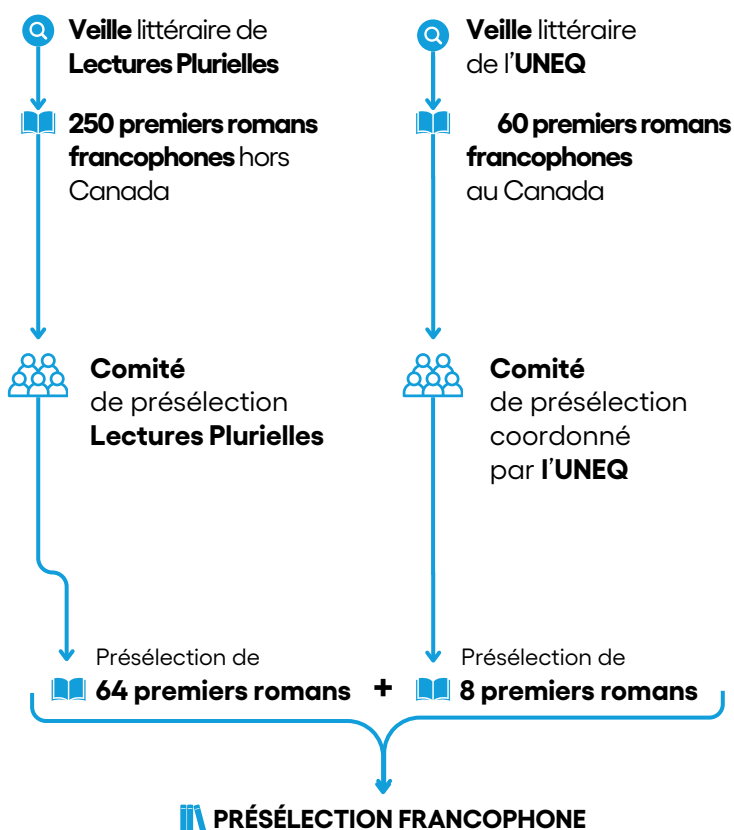 Veille littéraire de
Lectures Plurielles
250 premiers romans
francophones hors
Canada
Comité
de présélection
Lectures Plurielles
Présélection de
64 premiers romans
+
Veille littéraire
de l'UNEQ
60 premiers romans
francophones
au Canada
Comité
de présélection
coordonné
par l'UNEQ
Présélection de
8 premiers romans
PRÉSÉLECTION FRANCOPHONE